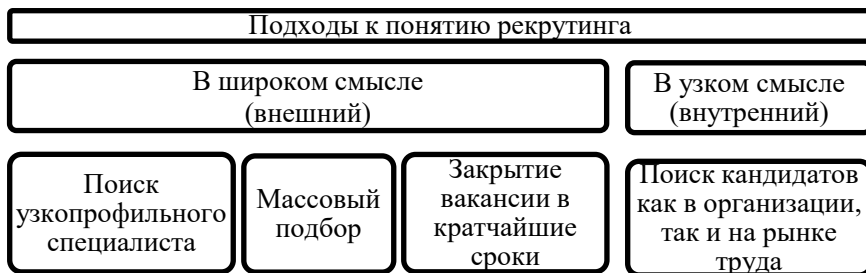 Подходы к понятию рекрутинга
В широком смысле
(внешний)
В узком смысле
(внутренний)
Поиск
узкопрофильного
специалиста
Массовый
подбор
Закрытие
вакансии в
кратчайшие
сроки
Поиск кандидатов
как в организации,
так и на рынке
труда